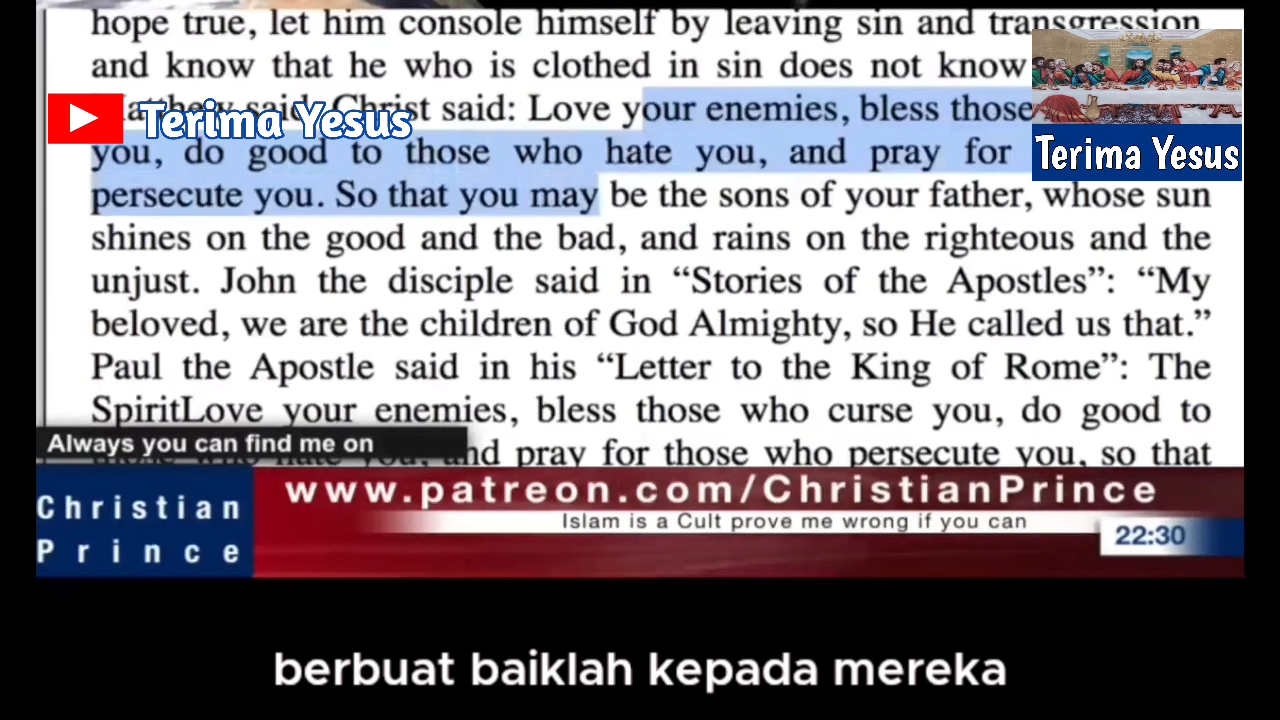 hope true, let him console himself by leaving sin and transgression
and know that he who is clothed in sin does not know
Matthew said Christ said: Love your enemies, bless those
you, do good to those who hate you, and pray for
persecute you. So that you may be the sons of your father, whose sun
shines on the good and the bad, and rains on the righteous and the
unjust. John the disciple said in “Stories of the Apostles”: “My
beloved, we are the children of God Almighty, so He called us that.”
Paul the Apostle said in his “Letter to the King of Rome”: The
SpiritLove your enemies, bless those who curse you, do good to
those who hate you, and pray for those who persecute you, so that
Terima Yesus
Terima Yesus
Always you can find me on
www.patreon.com/ChristianPrince
Islam is a Cult prove me wrong if you can
Christian
Prince
22:30
berbuat baiklah kepada mereka